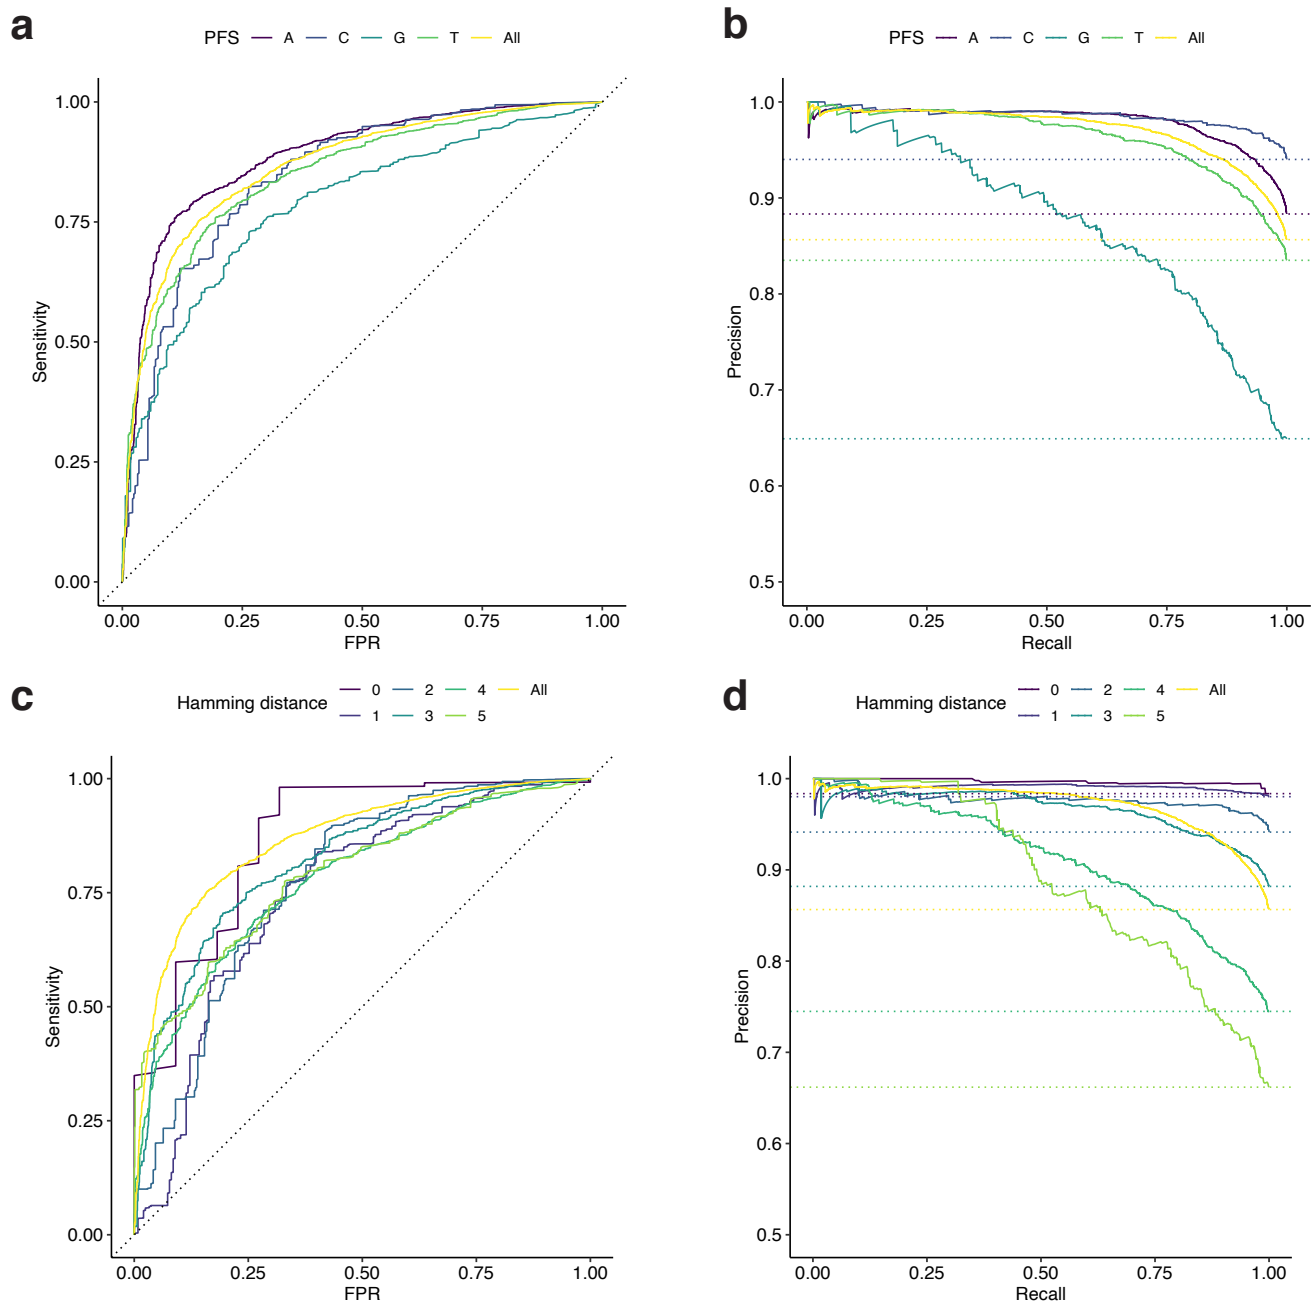 a
PFS A C G T All
1.00
0.75
0.50
0.25
0.00
Sensitivity
0.00 0.25 0.50 0.75 1.00
FPR
b
PFS A C G T All
1.0
0.9
0.8
0.7
0.6
0.5
Precision
0.00 0.25 0.50 0.75 1.00
Recall
c
Hamming distance
0 2 4 All
1 3 5
1.00
0.75
0.50
0.25
0.00
Sensitivity
0.00 0.25 0.50 0.75 1.00
FPR
d
Hamming distance
0 2 4 All
1 3 5
1.0
0.9
0.8
0.7
0.6
0.5
Precision
0.00 0.25 0.50 0.75 1.00
Recall